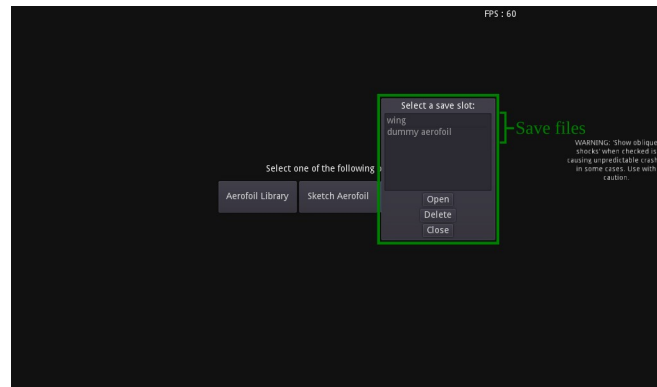 FPS : 60
Select a save slot:
wing
dummy aerofoil
Save files
WARNING: 'Show oblique
shocks' when checked is
causing unpredictable crash
in some cases. Use with
caution.
Select one of the following
Aerofoil Library
Sketch Aerofoil
Open
Delete
Close